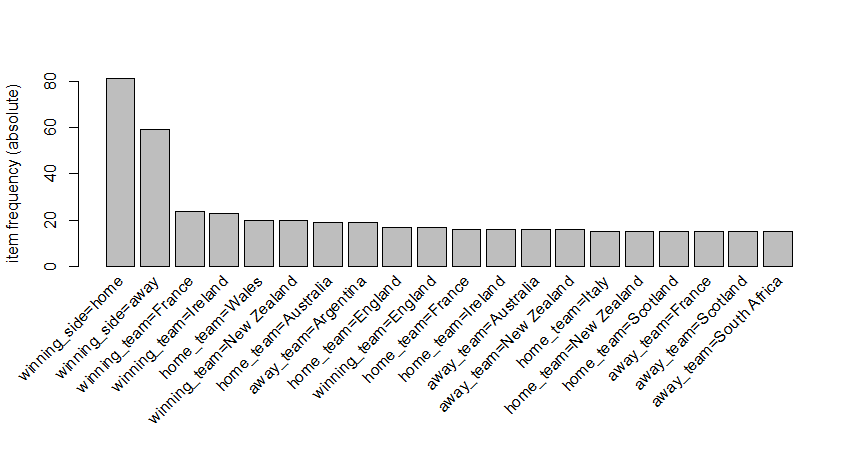 item frequency (absolute)
0
20
40
60
80
winning_side=home
winning_side=away
winning_team=France
winning_team=Ireland
home_team=Wales
winning_team=New Zealand
home_team=Australia
away_team=Argentina
home_team=England
winning_team=England
home_team=France
home_team=Ireland
away_team=Australia
away_team=New Zealand
home_team=Italy
home_team=New Zealand
home_team=Scotland
away_team=France
away_team=Scotland
away_team=South Africa